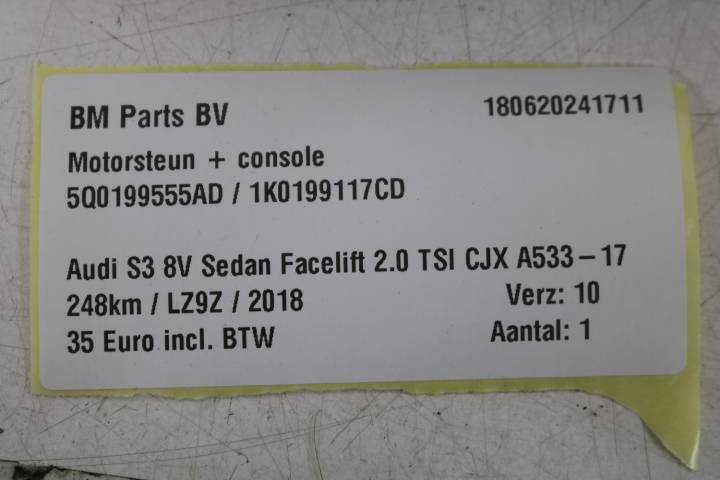 BM Parts BV 180620241711
Motorsteun + console
5Q0199555AD / 1K0199117CD
Audi S3 8V Sedan Facelift 2.0 TSI CJX A533-17
248km / LZ9Z / 2018 Verz: 10
35 Euro incl. BTW Aantal: 1